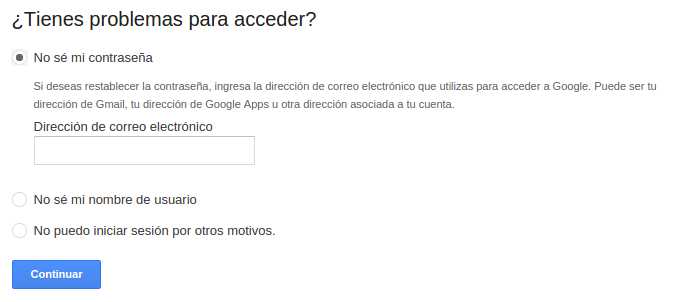 ¿Tienes problemas para acceder?
No sé mi contraseña
Si deseas restablecer la contraseña, ingresa la dirección de correo electrónico que utilizas para acceder a Google. Puede ser tu
dirección de Gmail, tu dirección de Google Apps u otra dirección asociada a tu cuenta.
Dirección de correo electrónico
No sé mi nombre de usuario
No puedo iniciar sesión por otros motivos.
Continuar